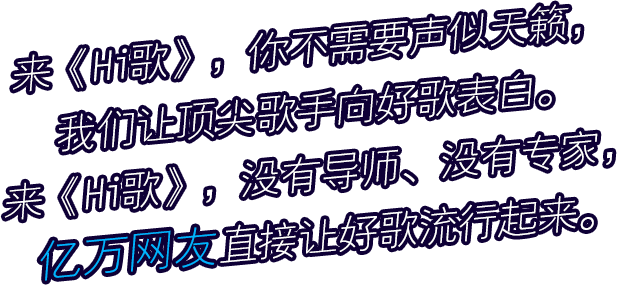 来《Hi歌》，你不需要声似天籁，
我们让顶尖歌手向好歌表白。
来《Hi歌》，没有导师、没有专家，
亿万网友直接让好歌流行起来。